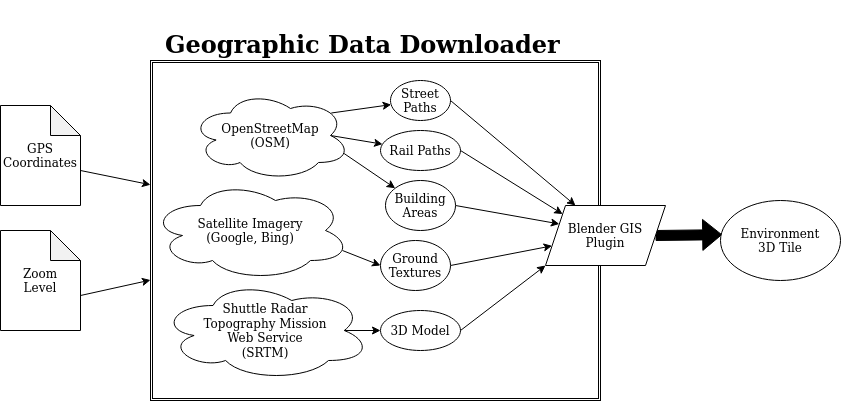 Geographic Data Downloader
GPS
Coordinates
Zoom
Level
OpenStreetMap
(OSM)
Satellite Imagery
(Google, Bing)
Shuttle Radar
Topography Mission
Web Service
(SRTM)
Street
Paths
Rail Paths
Building
Areas
Ground
Textures
3D Model
Blender GIS
Plugin
Environment
3D Tile